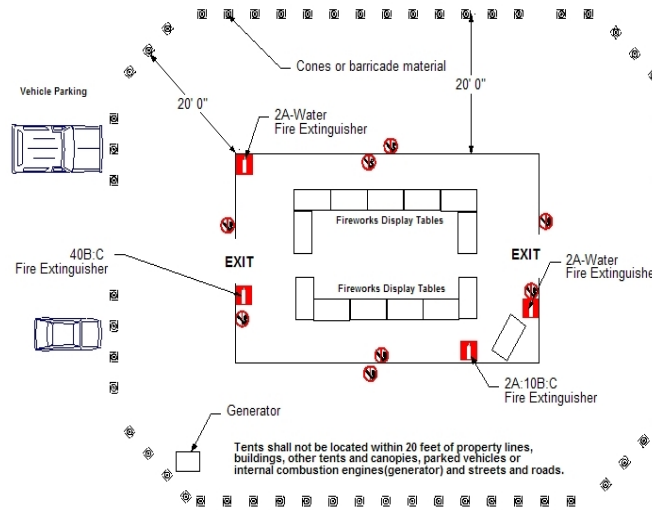 Cones or barricade material
Vehicle Parking
20' 0"
20' 0"
2A-Water
Fire Extinguisher
Fireworks Display Tables
40B:C
Fire Extinguisher
EXIT
EXIT
2A-Water
Fire Extinguisher
Fireworks Display Tables
2A:10B:C
Fire Extinguisher
Generator
Tents shall not be located within 20 feet of property lines,
buildings, other tents and canopies, parked vehicles or
internal combustion engines(generator) and streets and roads.